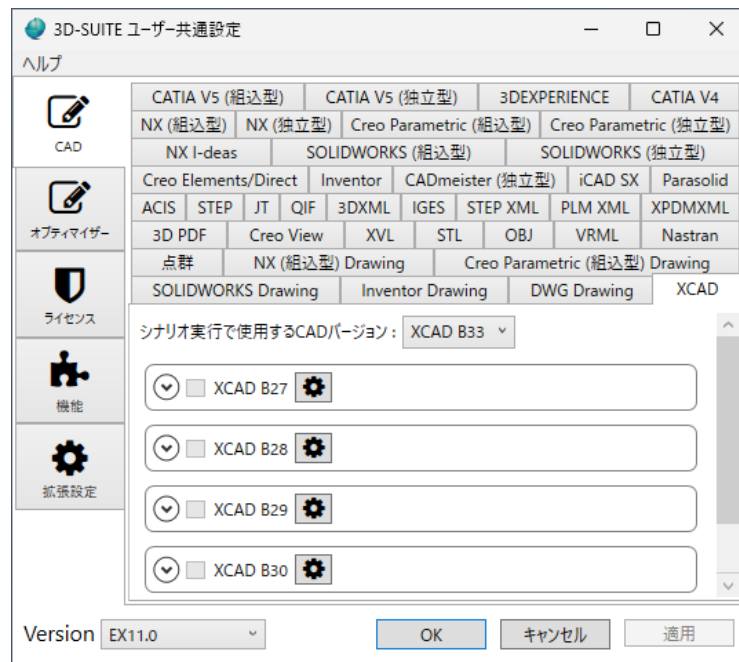 3D-SUITE ユーザー共通設定
ヘルプ
CAD
オプティマイザー
ライセンス
機能
拡張設定
CATIA V5 (組込型) CATIA V5 (独立型) 3DEXPERIENCE CATIA V4
NX (組込型) NX (独立型) Creo Parametric (組込型) Creo Parametric (独立型)
NX I-deas SOLIDWORKS (組込型) SOLIDWORKS (独立型)
Creo Elements/Direct Inventor CADmeister (独立型) iCAD SX Parasolid
ACIS STEP JT QIF 3DXML IGES STEP XML PLM XML XPDMXML
3D PDF Creo View XVL STL OBJ VRML Nastran
点群 NX (組込型) Drawing Creo Parametric (組込型) Drawing
SOLIDWORKS Drawing Inventor Drawing DWG Drawing XCAD
シナリオ実行で使用するCADバージョン : XCAD B33
XCAD B27
XCAD B28
XCAD B29
XCAD B30
Version EX11.0 OK キャンセル 適用